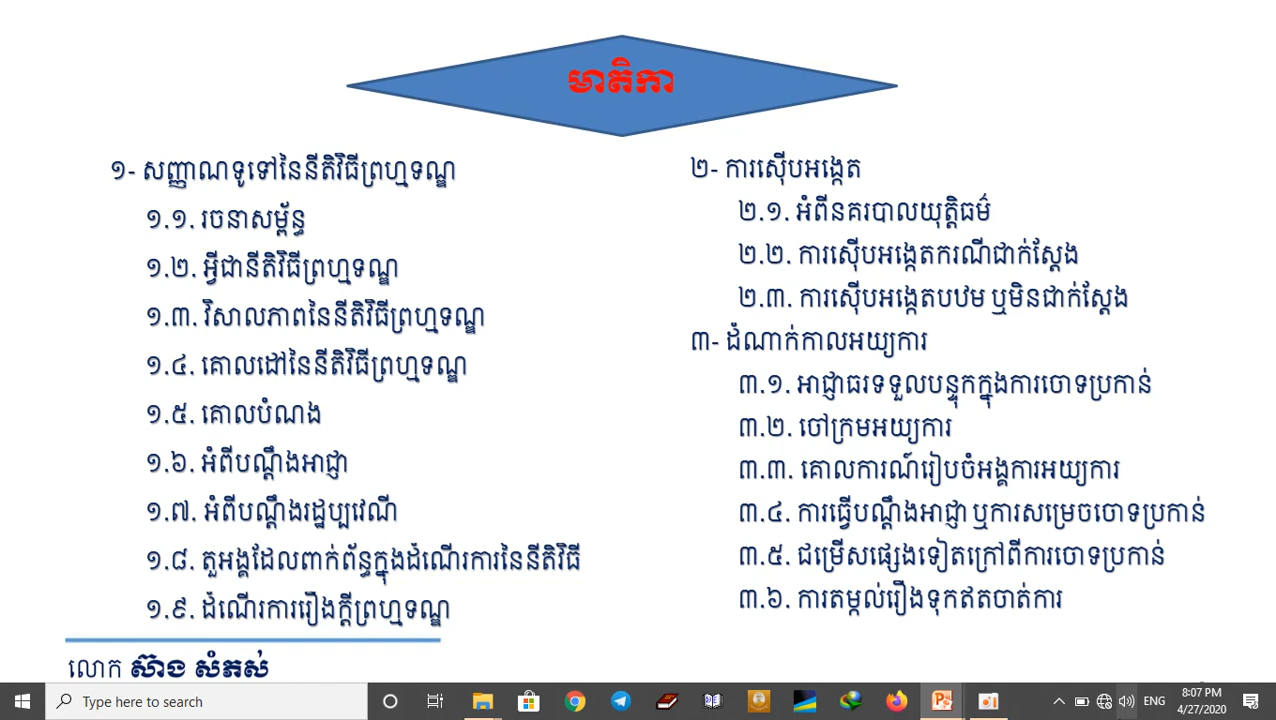 មាតិកា
១- សញ្ញាណទូទៅនៃនីតិវិធីព្រហ្មទណ្ឌ
១.១. រចនាសម្ព័ន្ធ
១.២. អ្វីជានីតិវិធីព្រហ្មទណ្ឌ
១.៣. វិសាលភាពនៃនីតិវិធីព្រហ្មទណ្ឌ
១.៤. គោលដៅនៃនីតិវិធីព្រហ្មទណ្ឌ
១.៥. គោលបំណង
១.៦. អំពីបណ្ដឹងអាជ្ញា
១.៧. អំពីបណ្ដឹងរដ្ឋប្បវេណី
១.៨. តួអង្គដែលពាក់ព័ន្ធក្នុងដំណើរការនៃនីតិវិធី
១.៩. ដំណើរការរឿងក្ដីព្រហ្មទណ្ឌ
២- ការស៊ើបអង្កេត
២.១. អំពីនគរបាលយុត្តិធម៌
២.២. ការស៊ើបអង្កេតករណីជាក់ស្ដែង
២.៣. ការស៊ើបអង្កេតបឋម ឬមិនជាក់ស្ដែង
៣- ដំណាក់កាលអយ្យការ
៣.១. អាជ្ញាធរទទួលបន្ទុកក្នុងការចោទប្រកាន់
៣.២. ចៅក្រមអយ្យការ
៣.៣. គោលការណ៍រៀបចំអង្គការអយ្យការ
៣.៤. ការធ្វើបណ្ដឹងអាជ្ញា ឬការសម្រេចចោទប្រកាន់
៣.៥. ជម្រើសផ្សេងទៀតក្រៅពីការចោទប្រកាន់
៣.៦. ការតម្កល់រឿងទុកឥតចាត់ការ
លោក ស៊ាង សំភស់
Type here to search
ENG
8:07 PM
4/27/2020